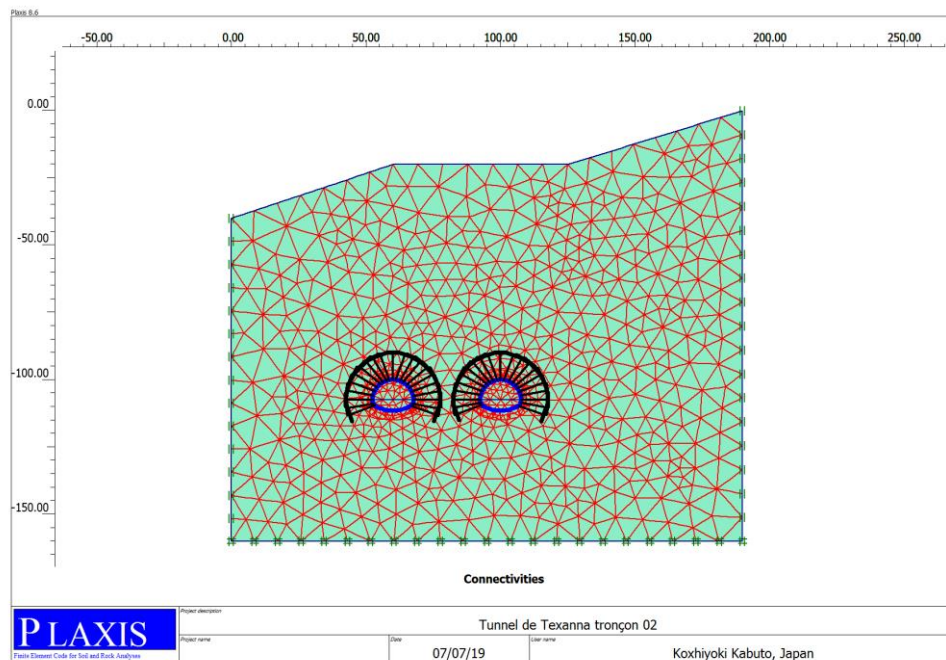 Plaxis 8.6
-50.00 0.00 50.00 100.00 150.00 200.00 250.00
0.00
-50.00
-100.00
-150.00
Connectivities
PLAXIS
Finite Element Code for Soil and Rock Analyses
Project description
Tunnel de Texanna tronçon 02
Project name
Date
User name
07/07/19
Koxhiyoki Kabuto, Japan